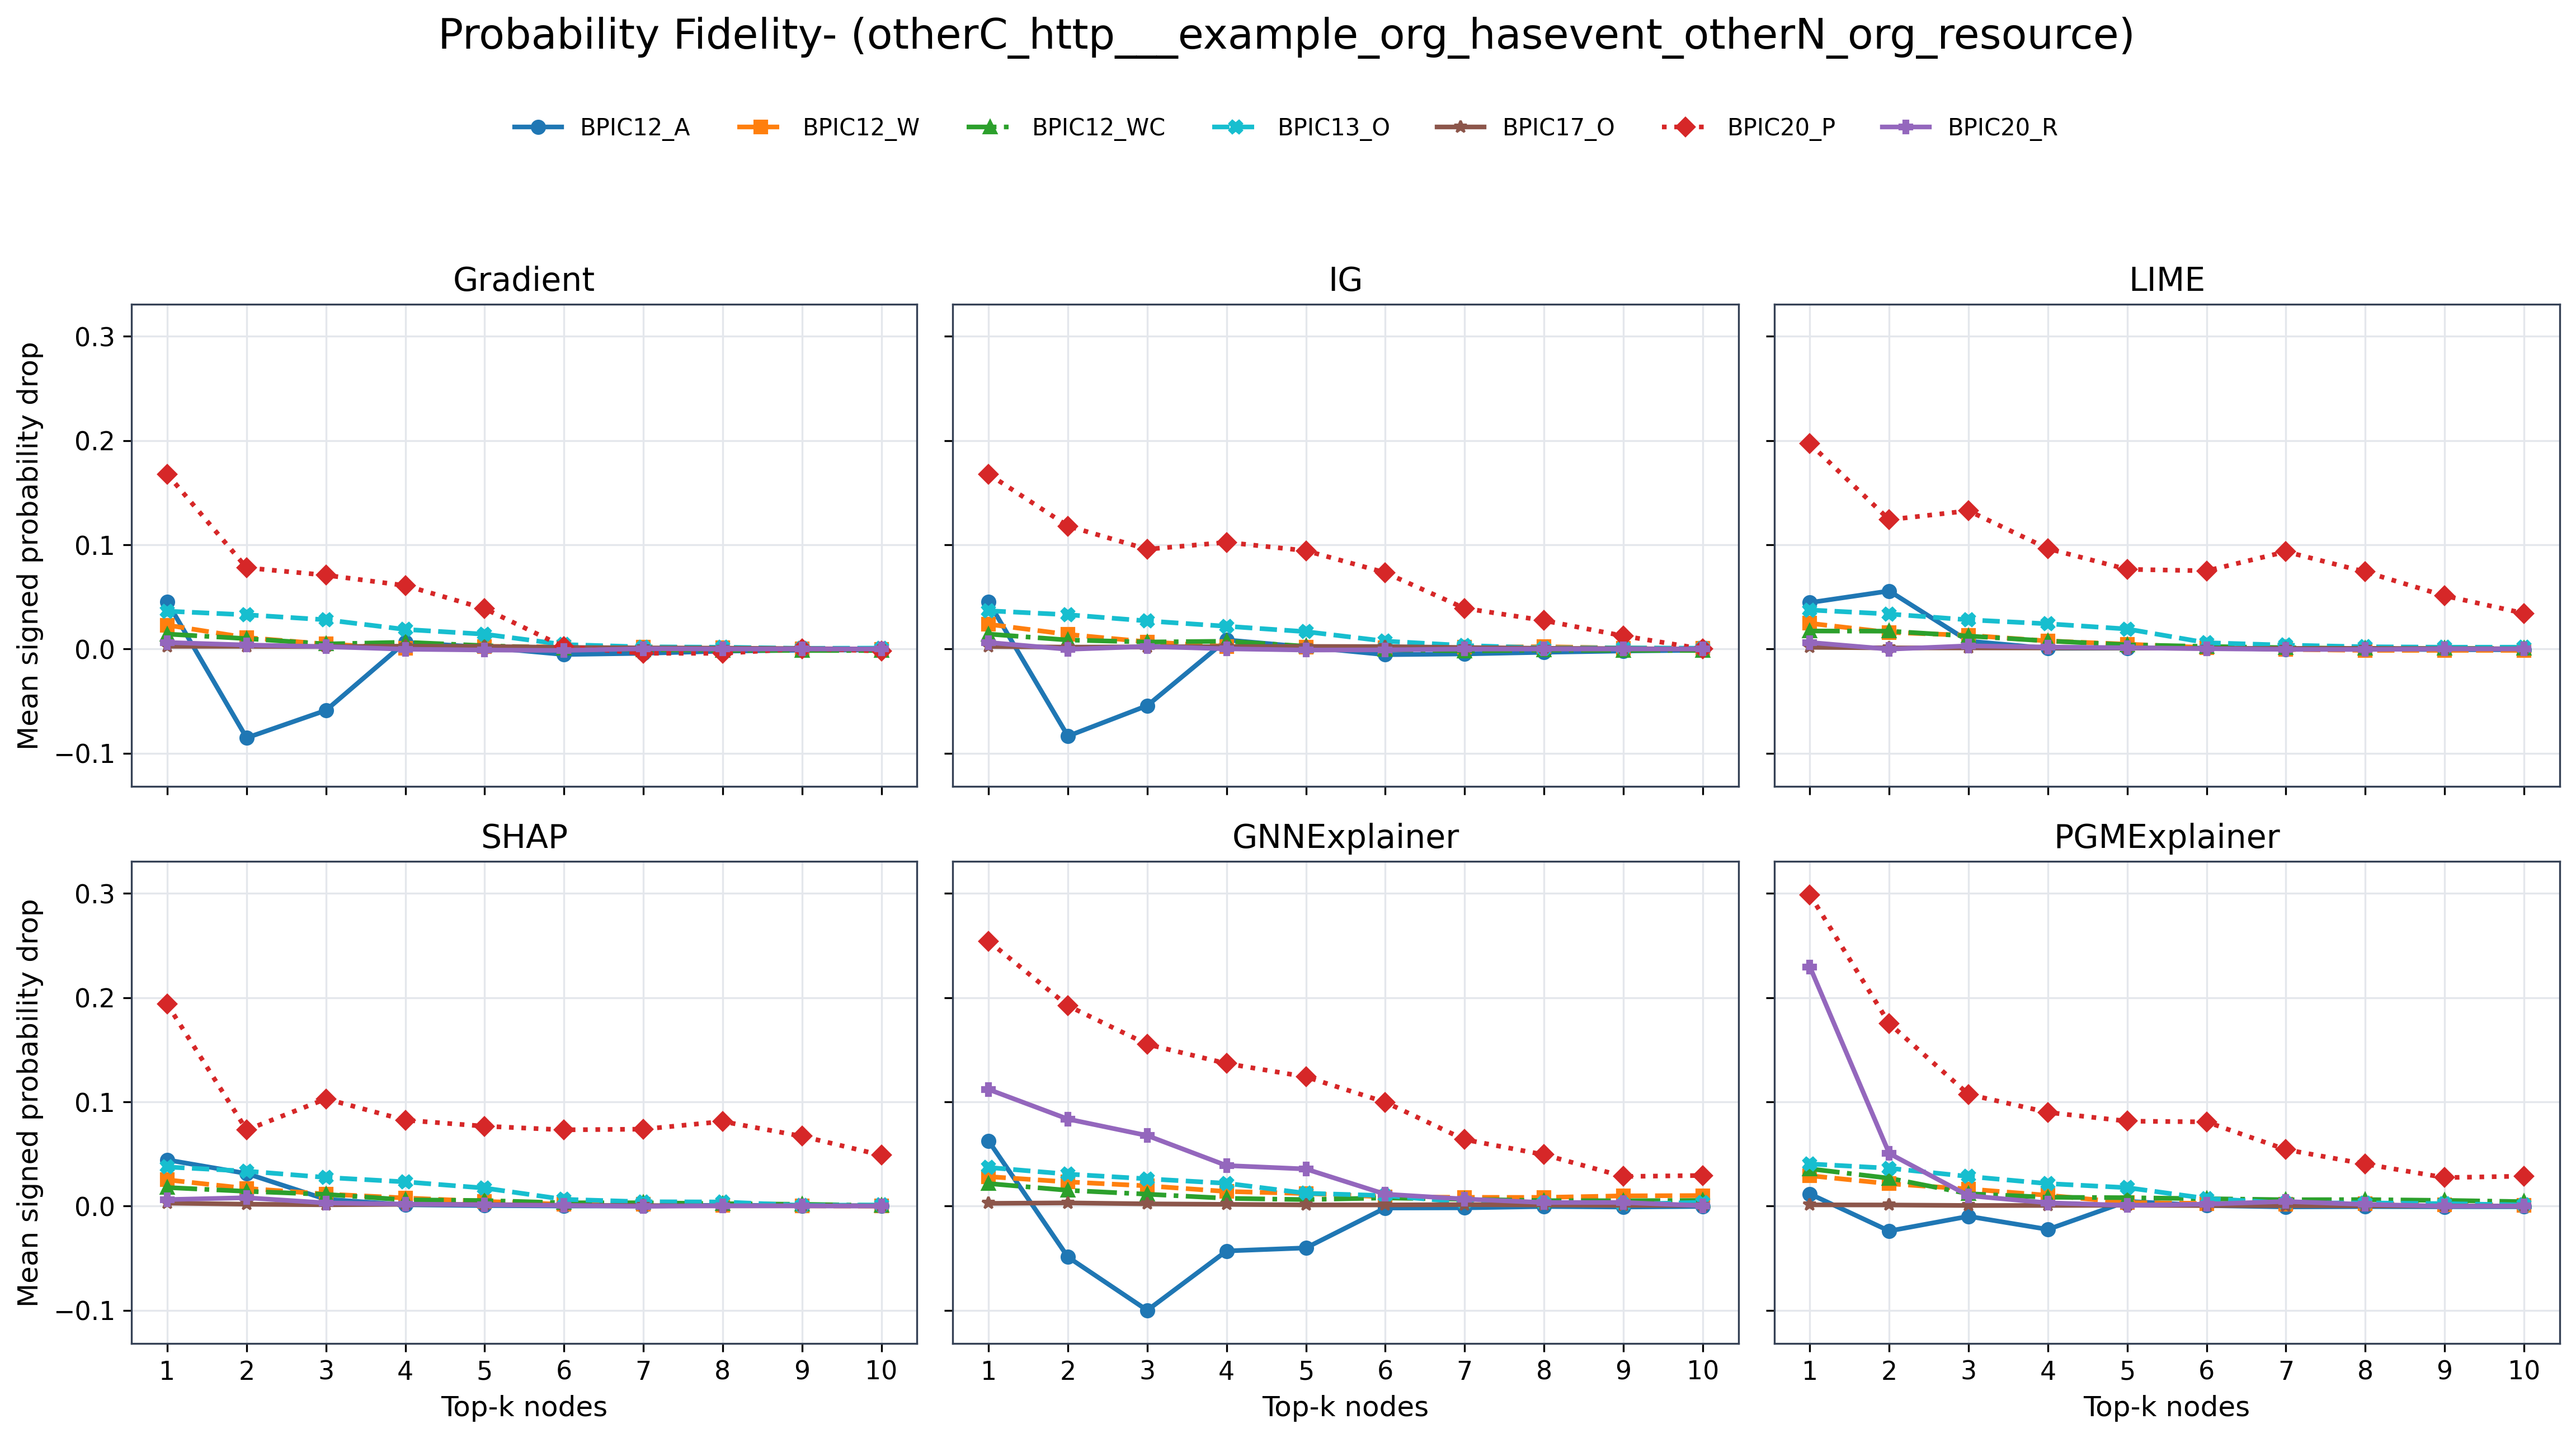 Probability Fidelity- (otherC_http___example_org_hasevent_otherN_org_resource)
BPIC12_A BPIC12_W BPIC12_WC BPIC13_O BPIC17_O BPIC20_P BPIC20_R
Gradient IG LIME
Mean signed probability drop
0.3
0.2
0.1
0.0
−0.1
SHAP GNNExplainer PGMExplainer
Mean signed probability drop
0.3
0.2
0.1
0.0
−0.1
1 2 3 4 5 6 7 8 9 10 1 2 3 4 5 6 7 8 9 10 1 2 3 4 5 6 7 8 9 10
Top-k nodes Top-k nodes Top-k nodes